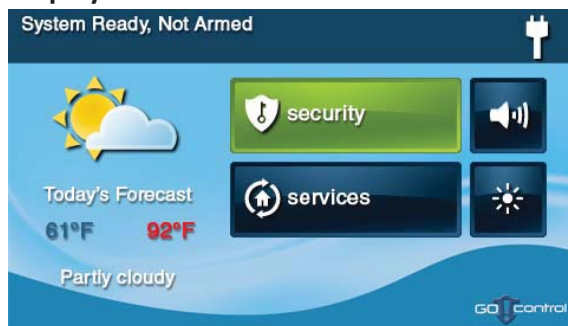 System Ready, Not Armed
security
services
Today's Forecast
61°F 92°F
Partly cloudy
GO!control